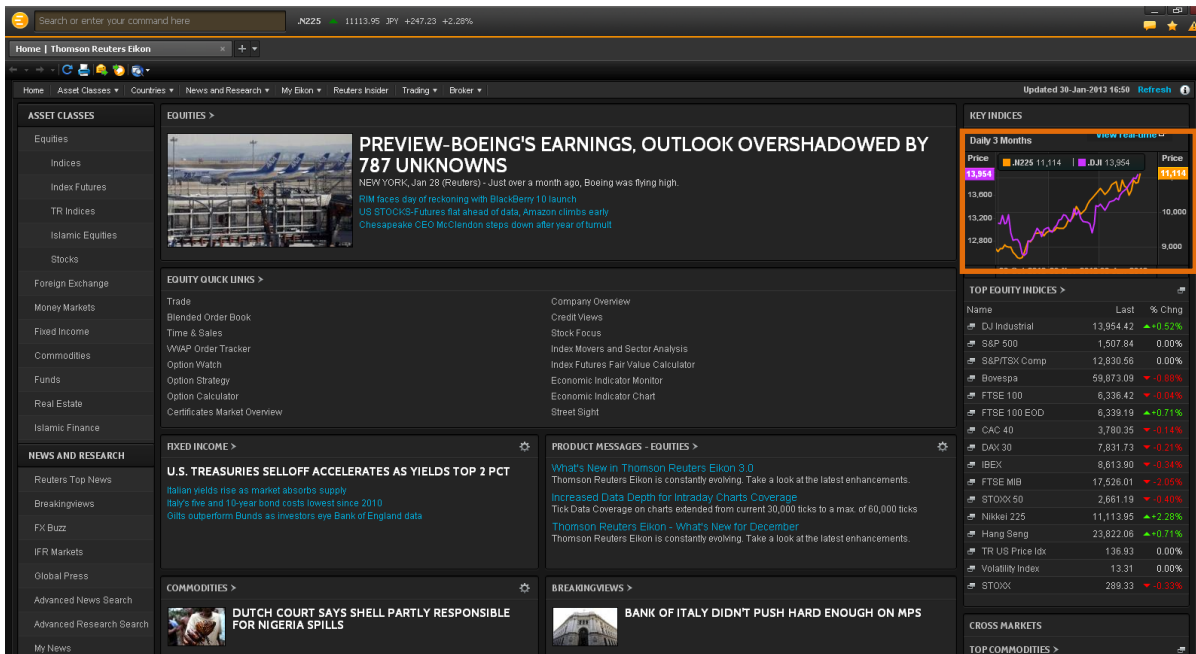 Search or enter your command here
.N225 11113.95 JPY +247.23 +2.28%
Home | Thomson Reuters Eikon
Home Asset Classes Countries News and Research My Eikon Reuters Insider Trading Broker
Updated 30-Jan-2013 16:50 Refresh
ASSET CLASSES
Equities
Indices
Index Futures
TR Indices
Islamic Equities
Stocks
Foreign Exchange
Money Markets
Fixed Income
Commodities
Funds
Real Estate
Islamic Finance
NEWS AND RESEARCH
Reuters Top News
Breakingviews
FX Buzz
IFR Markets
Global Press
Advanced News Search
Advanced Research Search
My News
EQUITIES >
PREVIEW-BOEING'S EARNINGS, OUTLOOK OVERSHADOWED BY
787 UNKNOWNS
NEW YORK, Jan 28 (Reuters) - Just over a month ago, Boeing was flying high.
RIM faces day of reckoning with BlackBerry 10 launch
US STOCKS-Futures flat ahead of data, Amazon climbs early
Chesapeake CEO McClendon steps down after year of tumult
EQUITY QUICK LINKS >
Trade
Blended Order Book
Time & Sales
VWAP Order Tracker
Option Watch
Option Strategy
Option Calculator
Certificates Market Overview
Company Overview
Credit Views
Stock Focus
Index Movers and Sector Analysis
Index Futures Fair Value Calculator
Economic Indicator Monitor
Economic Indicator Chart
Street Sight
FIXED INCOME >
U.S. TREASURIES SELLOFF ACCELERATES AS YIELDS TOP 2 PCT
Italian yields rise as market absorbs supply
Italy's five and 10-year bond costs lowest since 2010
Gilts outperform Bunds as investors eye Bank of England data
PRODUCT MESSAGES - EQUITIES >
What's New in Thomson Reuters Eikon 3.0
Thomson Reuters Eikon is constantly evolving. Take a look at the latest enhancements.
Increased Data Depth for Intraday Charts Coverage
Tick Data Coverage on charts extended from current 30,000 ticks to a max. of 60,000 ticks
Thomson Reuters Eikon - What's New for December
Thomson Reuters Eikon is constantly evolving. Take a look at the latest enhancements.
COMMODITIES >
DUTCH COURT SAYS SHELL PARTLY RESPONSIBLE
FOR NIGERIA SPILLS
BREAKINGVIEWS >
BANK OF ITALY DIDN'T PUSH HARD ENOUGH ON MPS
KEY INDICES
View real-time
Daily 3 Months
Price .N225 11,114 .DJI 13,954 Price
13,954 11,114
13,600
13,200 10,000
12,800 9,000
TOP EQUITY INDICES >
Name Last % Chng
DJ Industrial 13,954.42 +0.52%
S&P 500 1,507.84 0.00%
S&P/TSX Comp 12,830.56 0.00%
Bovespa 59,873.09
FTSE 100 6,336.42 -0.04%
FTSE 100 EOD 6,339.19 +0.71%
CAC 40 3,780.35 -0.14%
DAX 30 7,831.73 -0.21%
IBEX 8,613.90 -0.34%
FTSE MIB 17,526.01 -2.05%
STOXX 50 2,661.19 -0.40%
Nikkei 225 11,113.95 +2.28%
Hang Seng 23,822.06 +0.71%
TR US Price Idx 136.93 0.00%
Volatility Index 13.31 0.00%
STOXX 289.33 -0.33%
CROSS MARKETS
TOP COMMODITIES >